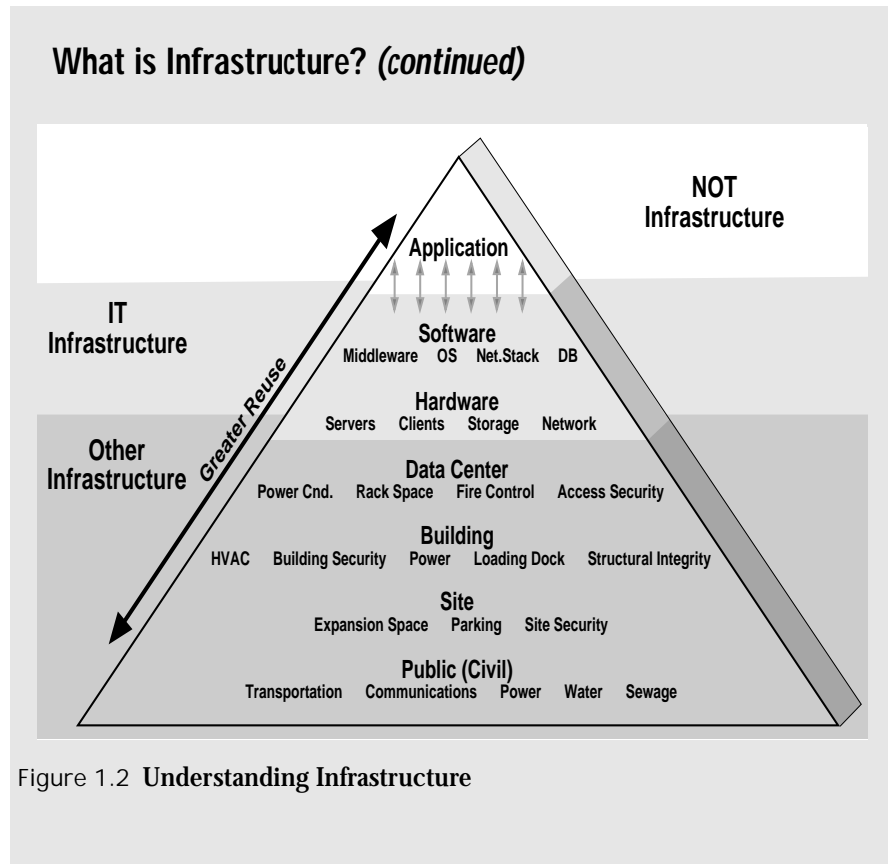 What is Infrastructure? (continued)
NOT
Infrastructure
Application
IT
Infrastructure
Software
Middleware OS Net.Stack DB
Greater Reuse
Hardware
Servers Clients Storage Network
Other
Infrastructure
Data Center
Power Cnd. Rack Space Fire Control Access Security
Building
HVAC Building Security Power Loading Dock Structural Integrity
Site
Expansion Space Parking Site Security
Public (Civil)
Transportation Communications Power Water Sewage
Figure 1.2 Understanding Infrastructure